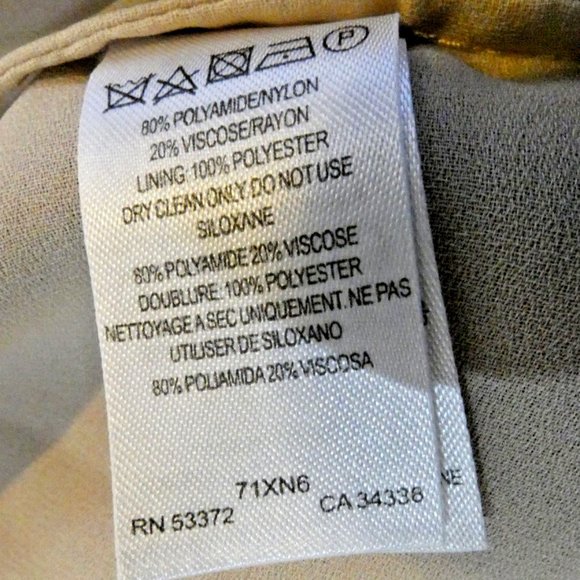 P
80% POLYAMIDE/NYLON
20% VISCOSE/RAYON
LINING 100% POLYESTER
DRY CLEAN ONLY. DO NOT USE
SILOXANE
80% POLYAMIDE 20% VISCOSE
DOUBLURE: 100% POLYESTER
NETTOYAGE A SEC UNIQUEMENT. NE PAS
UTILISER DE SILOXANO
80% POLIAMIDA 20% VISCOSA
71XN6
RN 53372
CA 34338
NE